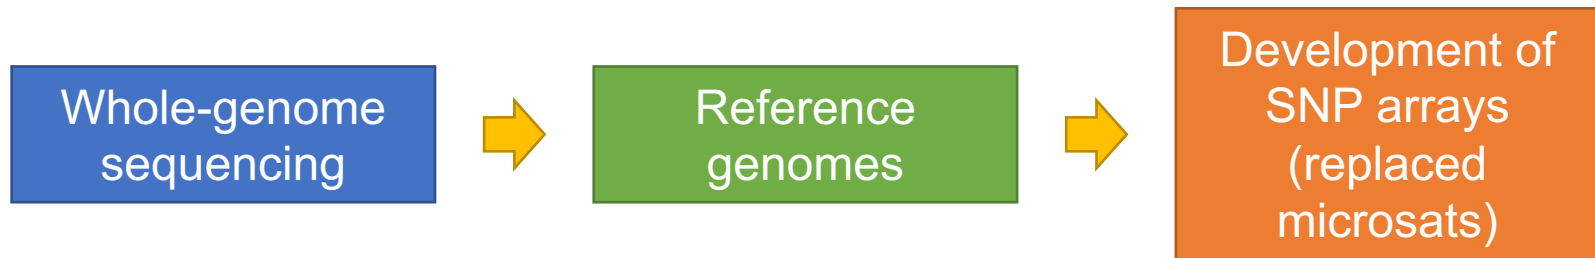 Whole-genome
sequencing
Reference
genomes
Development of
SNP arrays
(replaced
microsats)